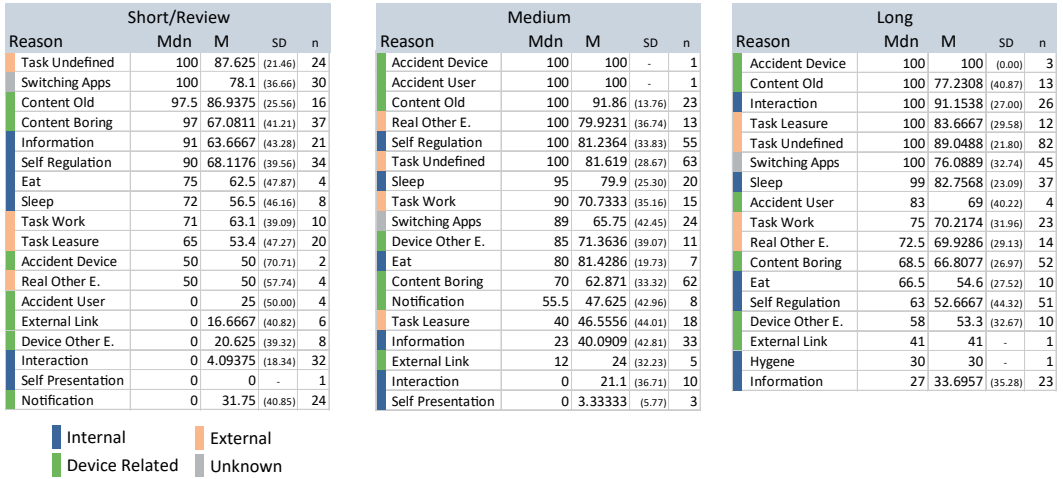 Short/Review
Reason Mdn M SD n
Task Undefined 100 87.625 (21.46) 24
Switching Apps 100 78.1 (36.66) 30
Content Old 97.5 86.9375 (25.56) 16
Content Boring 97 67.0811 (41.21) 37
Information 91 63.6667 (43.28) 21
Self Regulation 90 68.1176 (39.56) 34
Eat 75 62.5 (47.87) 4
Sleep 72 56.5 (46.16) 8
Task Work 71 63.1 (39.09) 10
Task Leasure 65 53.4 (47.27) 20
Accident Device 50 50 (70.71) 2
Real Other E. 50 50 (57.74) 4
Accident User 0 25 (50.00) 4
External Link 0 16.6667 (40.82) 6
Device Other E. 0 20.625 (39.32) 8
Interaction 0 4.09375 (18.34) 32
Self Presentation 0 0 - 1
Notification 0 31.75 (40.85) 24
Medium
Reason Mdn M SD n
Accident Device 100 100 - 1
Accident User 100 100 - 1
Content Old 100 91.86 (13.76) 23
Real Other E. 100 79.9231 (36.74) 13
Self Regulation 100 81.2364 (33.83) 55
Task Undefined 100 81.619 (28.67) 63
Sleep 95 79.9 (25.30) 20
Task Work 90 70.7333 (35.16) 15
Switching Apps 89 65.75 (42.45) 24
Device Other E. 85 71.3636 (39.07) 11
Eat 80 81.4286 (19.73) 7
Content Boring 70 62.871 (33.32) 62
Notification 55.5 47.625 (42.96) 8
Task Leasure 40 46.5556 (44.01) 18
Information 23 40.0909 (42.81) 33
External Link 12 24 (32.23) 5
Interaction 0 21.1 (36.71) 10
Self Presentation 0 3.33333 (5.77) 3
Long
Reason Mdn M SD n
Accident Device 100 100 (0.00) 3
Content Old 100 77.2308 (40.87) 13
Interaction 100 91.1538 (27.00) 26
Task Leasure 100 83.6667 (29.58) 12
Task Undefined 100 89.0488 (21.80) 82
Switching Apps 100 76.0889 (32.74) 45
Sleep 99 82.7568 (23.09) 37
Accident User 83 69 (40.22) 4
Task Work 75 70.2174 (31.96) 23
Real Other E. 72.5 69.9286 (29.13) 14
Content Boring 68.5 66.8077 (26.97) 52
Eat 66.5 54.6 (27.52) 10
Self Regulation 63 52.6667 (44.32) 51
Device Other E. 58 53.3 (32.67) 10
External Link 41 41 - 1
Hygene 30 30 - 1
Information 27 33.6957 (35.28) 23
Internal External
Device Related Unknown